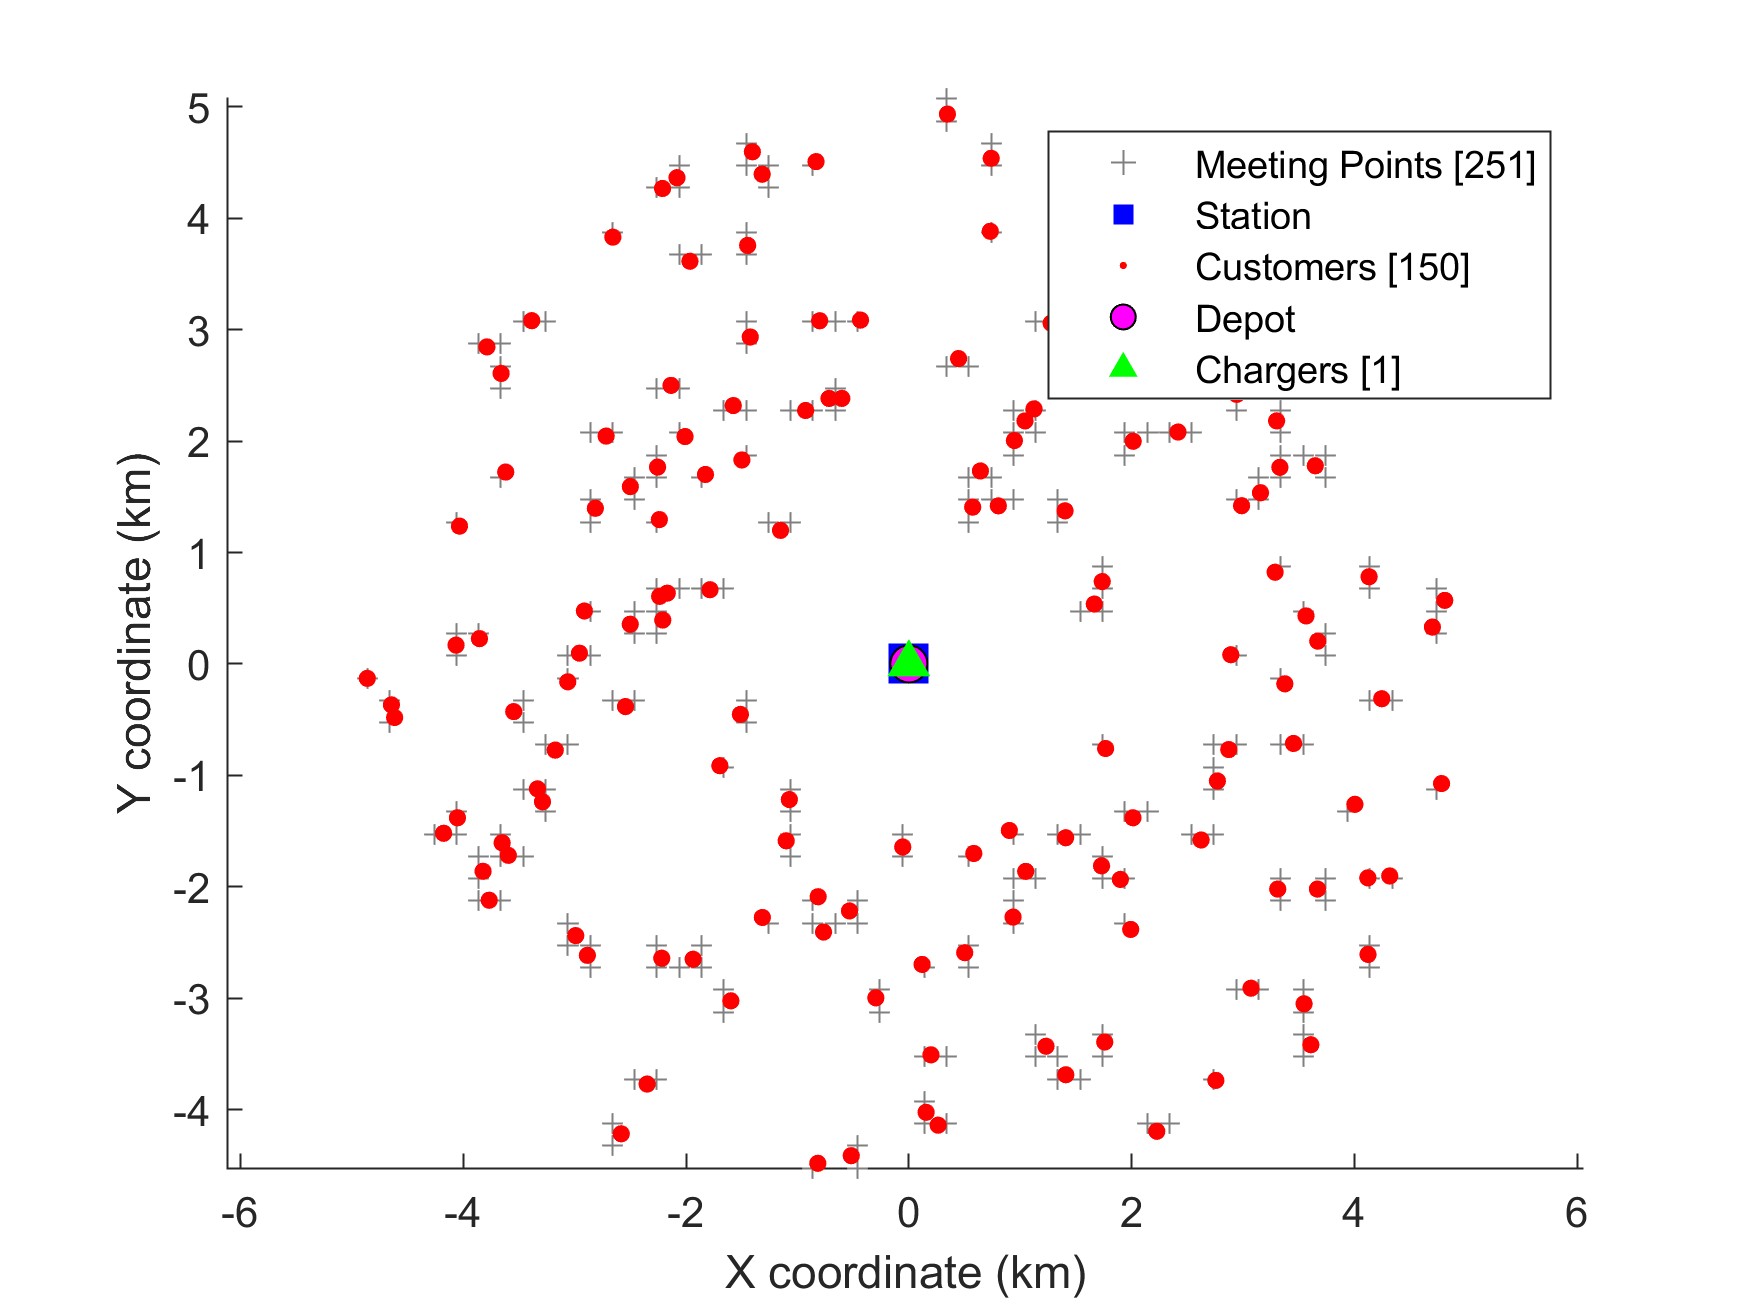 5
4
3
2
1
0
-1
-2
-3
-4
-6
-4
-2
0
2
4
6
Y coordinate (km)
X coordinate (km)
Meeting Points [251]
Station
Customers [150]
Depot
Chargers [1]